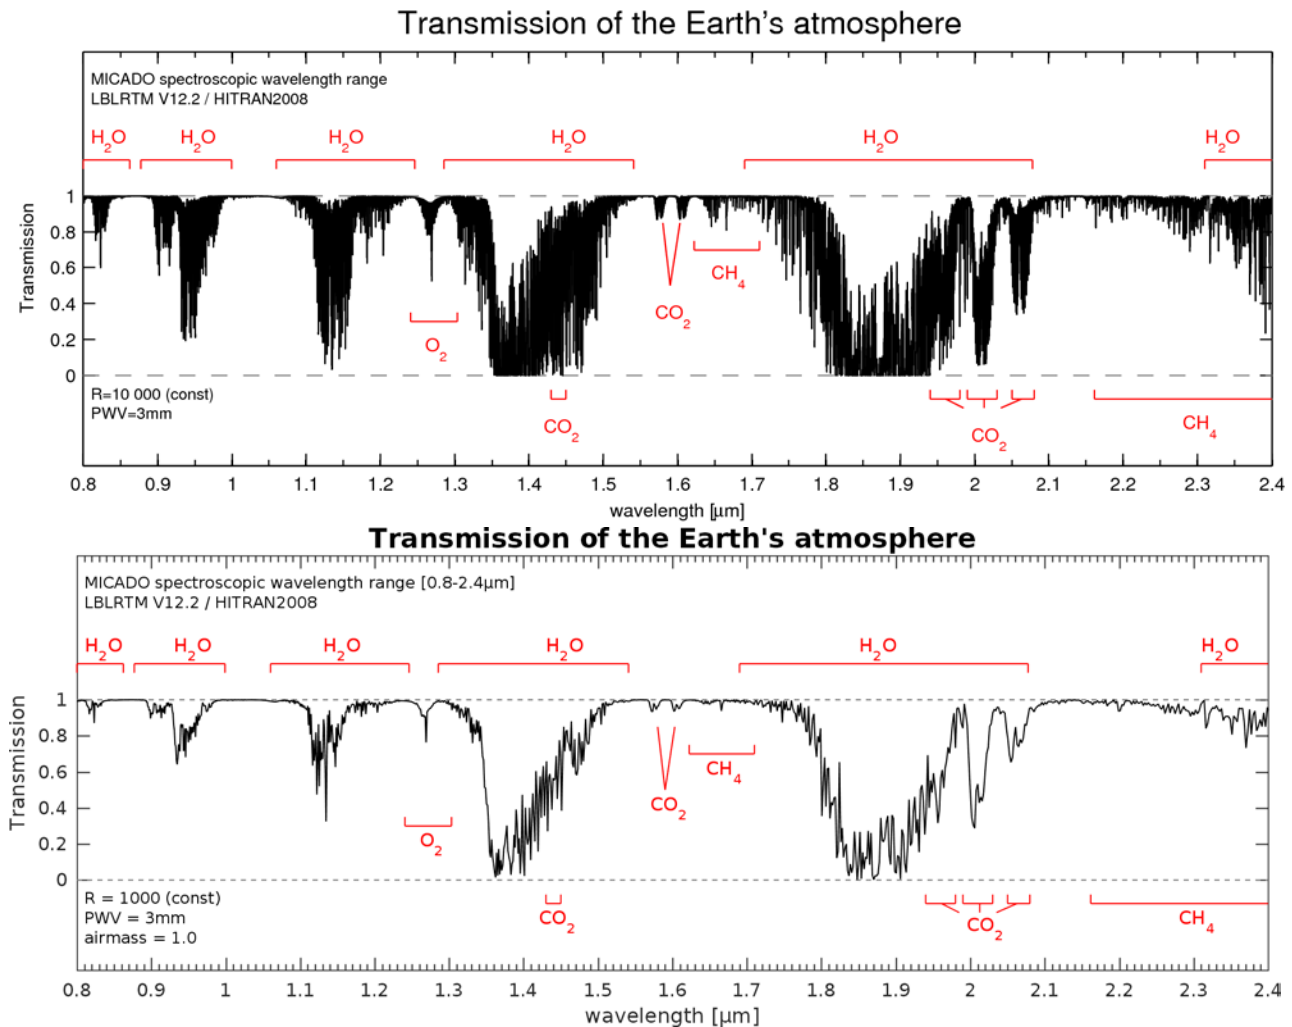 Transmission of the Earth's atmosphere
MICADO spectroscopic wavelength range
LBLRTM V12.2 / HITRAN2008
H2O H2O H2O H2O H2O H2O
1
0.8
0.6
0.4
0.2
0
Transmission
CH4
CO2
O2
R=10 000 (const)
PWV=3mm
CO2
CO2
CH4
0.8 0.9 1 1.1 1.2 1.3 1.4 1.5 1.6 1.7 1.8 1.9 2 2.1 2.2 2.3 2.4
wavelength [μm]
Transmission of the Earth's atmosphere
MICADO spectroscopic wavelength range [0.8-2.4μm]
LBLRTM V12.2 / HITRAN2008
H2O H2O H2O H2O H2O H2O
1
0.8
0.6
0.4
0.2
0
Transmission
CH4
CO2
O2
R = 1000 (const)
PWV = 3mm
airmass = 1.0
CO2
CO2
CH4
0.8 0.9 1 1.1 1.2 1.3 1.4 1.5 1.6 1.7 1.8 1.9 2 2.1 2.2 2.3 2.4
wavelength [μm]